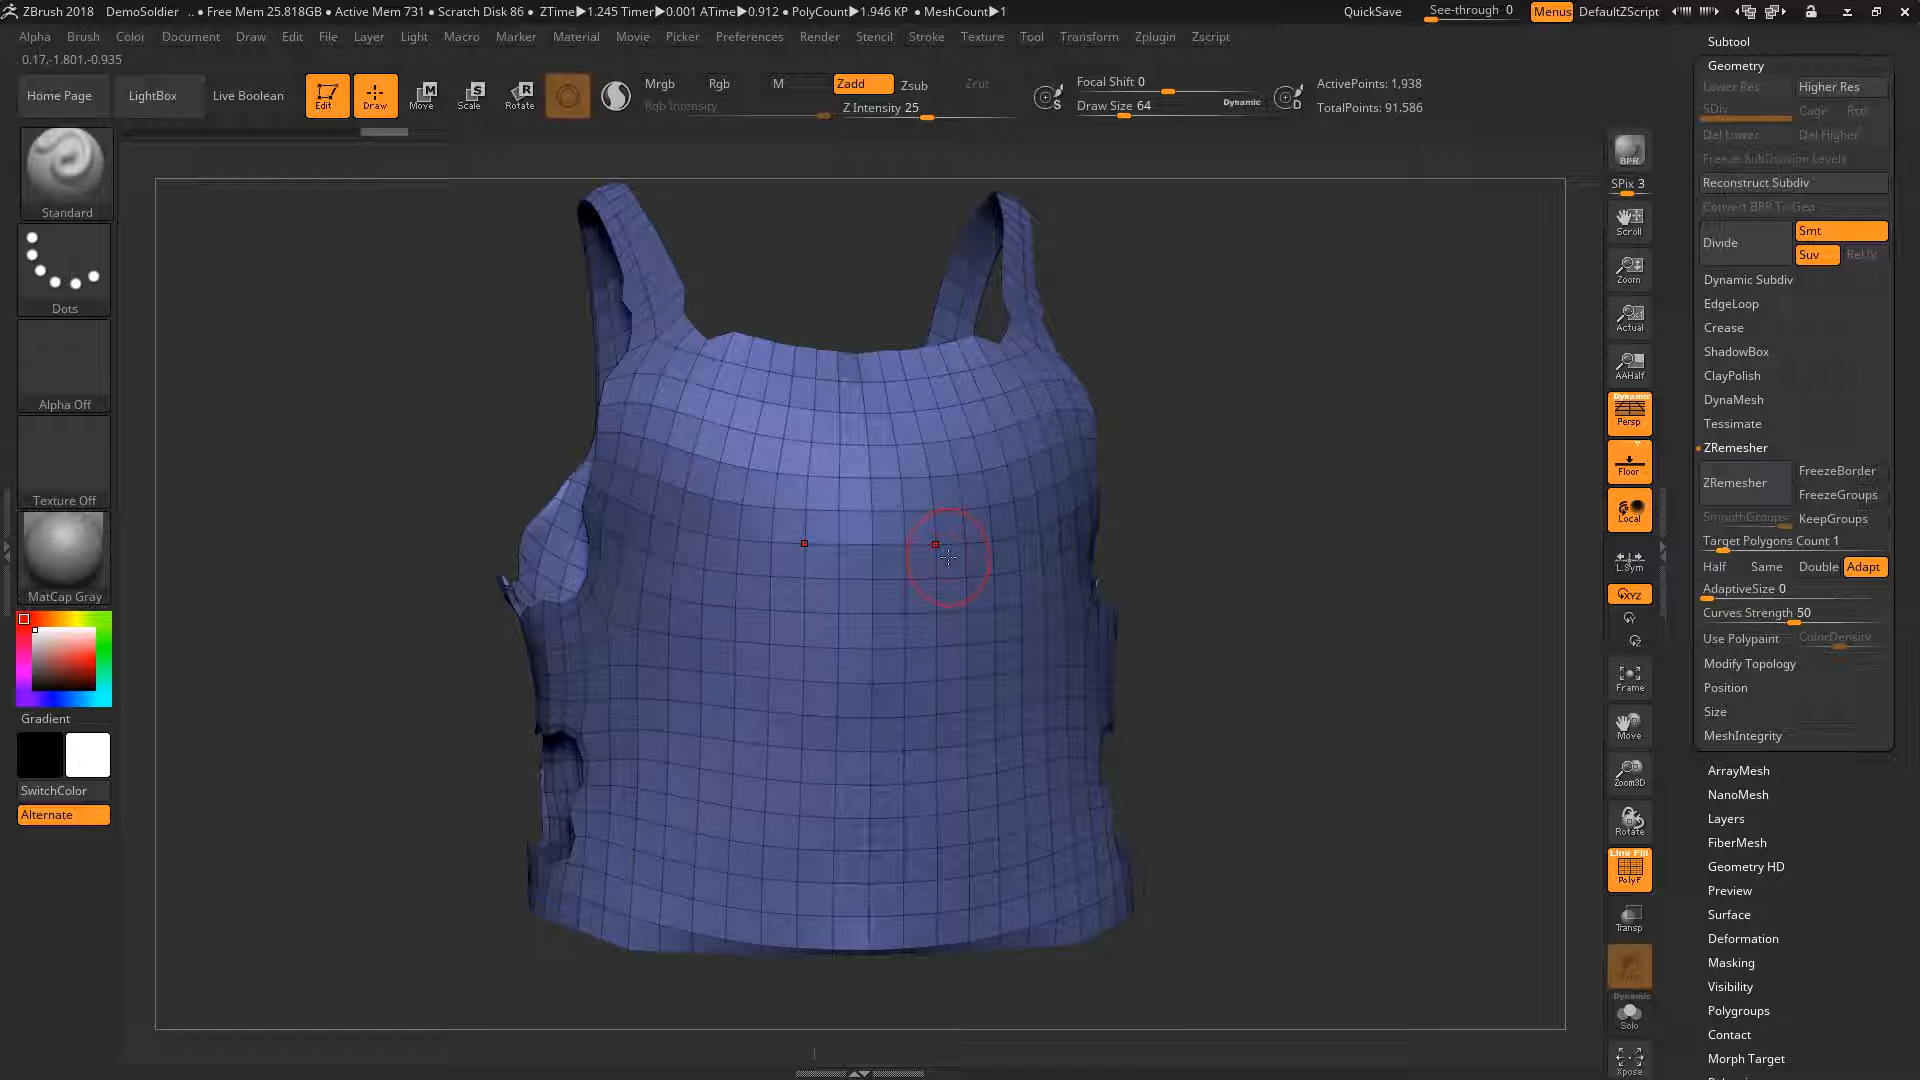 ZBrush 2018 DemoSoldier .. ● Free Mem 25.818GB ● Active Mem 731 ● Scratch Disk 86 ● ZTime▶1.245 Timer▶0.001 ATime▶0.912 ● PolyCount▶1.946 KP ● MeshCount▶1
QuickSave See-through 0 Menus DefaultZScript
Alpha Brush Color Document Draw Edit File Layer Light Macro Marker Material Movie Picker Preferences Render Stencil Stroke Texture Tool Transform Zplugin Zscript
0.17,-1.801,-0.935
Home Page LightBox Live Boolean
Edit Draw Move Scale Rotate
Mrgb Rgb M Zadd Zsub Zcut
Rgb Intensity Z Intensity 25
Focal Shift 0
Draw Size 64 Dynamic
ActivePoints: 1,938
TotalPoints: 91,586
Standard
Dots
Alpha Off
Texture Off
MatCap Gray
Gradient
SwitchColor
Alternate
BPR
SPix 3
Scroll
Zoom
Actual
AAHalf
Dynamic
Persp
Floor
Local
L.Sym
XYZ
Frame
Move
Zoom3D
Rotate
Line Fill
PolyF
Transp
Dynamic
Solo
Xpose
Subtool
Geometry
Lower Res Higher Res
SDiv Cage Rstr
Del Lower Del Higher
Freeze SubDivision Levels
Reconstruct Subdiv
Convert BPR To Geo
Divide Smt
Suv ReUV
Dynamic Subdiv
EdgeLoop
Crease
ShadowBox
ClayPolish
DynaMesh
Tessimate
ZRemesher
ZRemesher FreezeBorder
FreezeGroups
SmoothGroups KeepGroups
Target Polygons Count 1
Half Same Double Adapt
AdaptiveSize 0
Curves Strength 50
Use Polypaint ColorDensity
Modify Topology
Position
Size
MeshIntegrity
ArrayMesh
NanoMesh
Layers
FiberMesh
Geometry HD
Preview
Surface
Deformation
Masking
Visibility
Polygroups
Contact
Morph Target